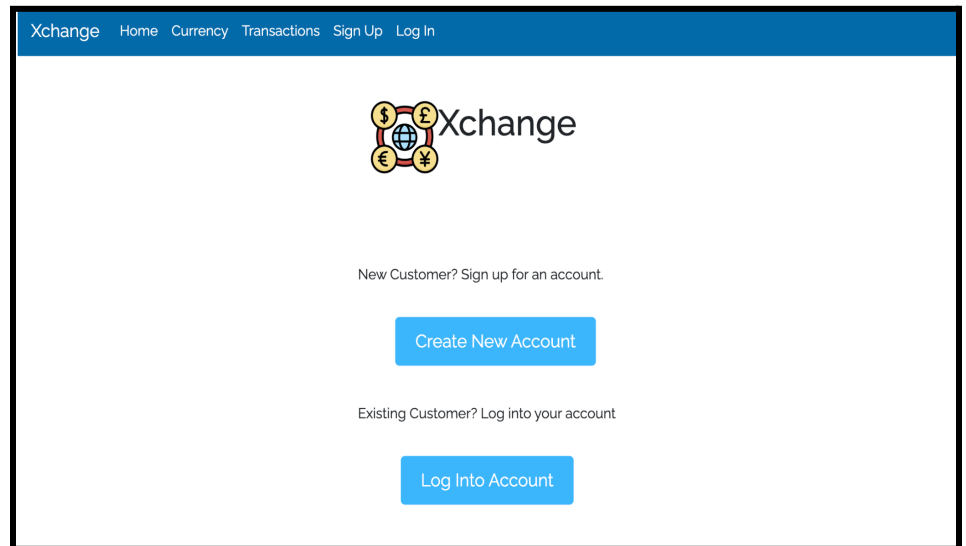 Xchange Home Currency Transactions Sign Up Log In
$ £ Xchange
€ ¥
New Customer? Sign up for an account.
Create New Account
Existing Customer? Log into your account
Log Into Account